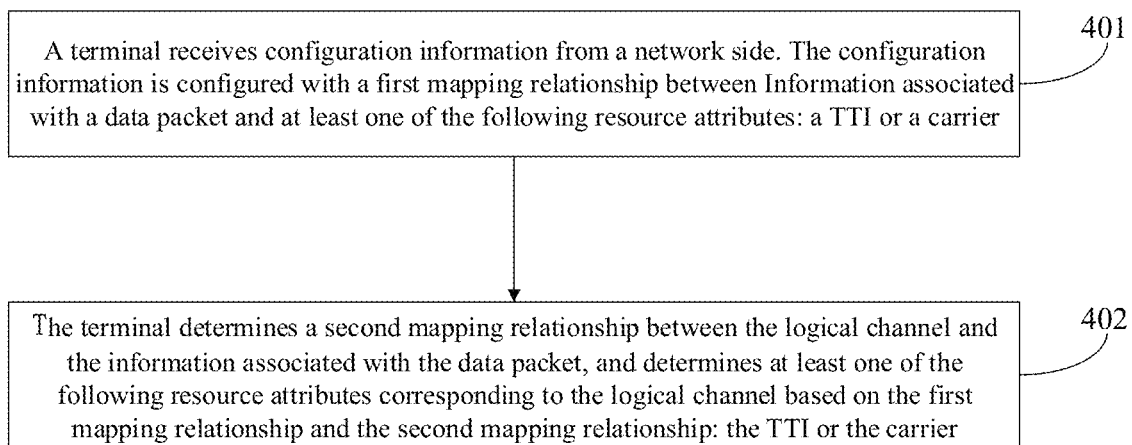 A terminal receives configuration information from a network side. The configuration
information is configured with a first mapping relationship between Information associated
with a data packet and at least one of the following resource attributes: a TTI or a carrier
401
The terminal determines a second mapping relationship between the logical channel and
the information associated with the data packet, and determines at least one of the
following resource attributes corresponding to the logical channel based on the first
mapping relationship and the second mapping relationship: the TTI or the carrier
402